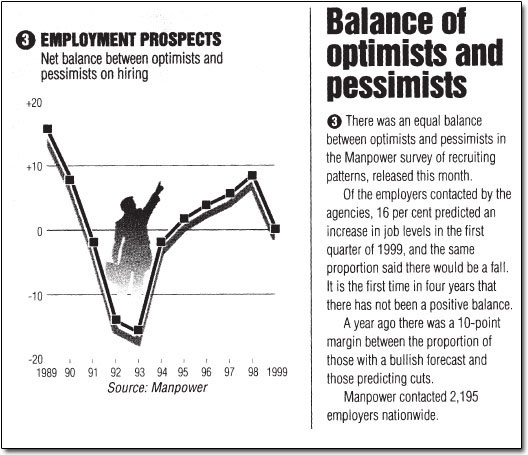 3 EMPLOYMENT PROSPECTS
Net balance between optimists and
pessimists on hiring
+20
+10
0
-10
-20
1989 90 91 92 93 94 95 96 97 98 1999
Source: Manpower
Balance of
optimists and
pessimists
3 There was an equal balance
between optimists and pessimists in
the Manpower survey of recruiting
patterns, released this month.
Of the employers contacted by the
agencies, 16 per cent predicted an
increase in job levels in the first
quarter of 1999, and the same
proportion said there would be a fall.
It is the first time in four years that
there has not been a positive balance.
A year ago there was a 10-point
margin between the proportion of
those with a bullish forecast and
those predicting cuts.
Manpower contacted 2,195
employers nationwide.